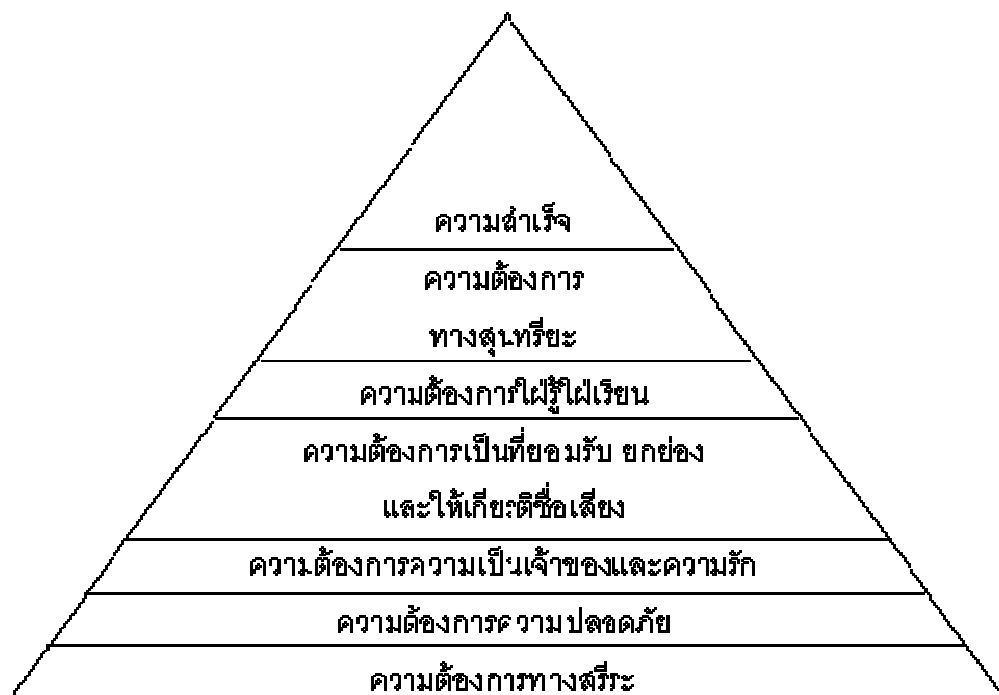 ความสำเร็จ
ความต้องการ
ทางสุนทรียะ
ความต้องการใฝ่รู้ใฝ่เรียน
ความต้องการเป็นที่ยอมรับ ยกย่อง
และให้เกียรติชื่อเสียง
ความต้องการความเป็นเจ้าของและความรัก
ความต้องการความปลอดภัย
ความต้องการทางสรีระ